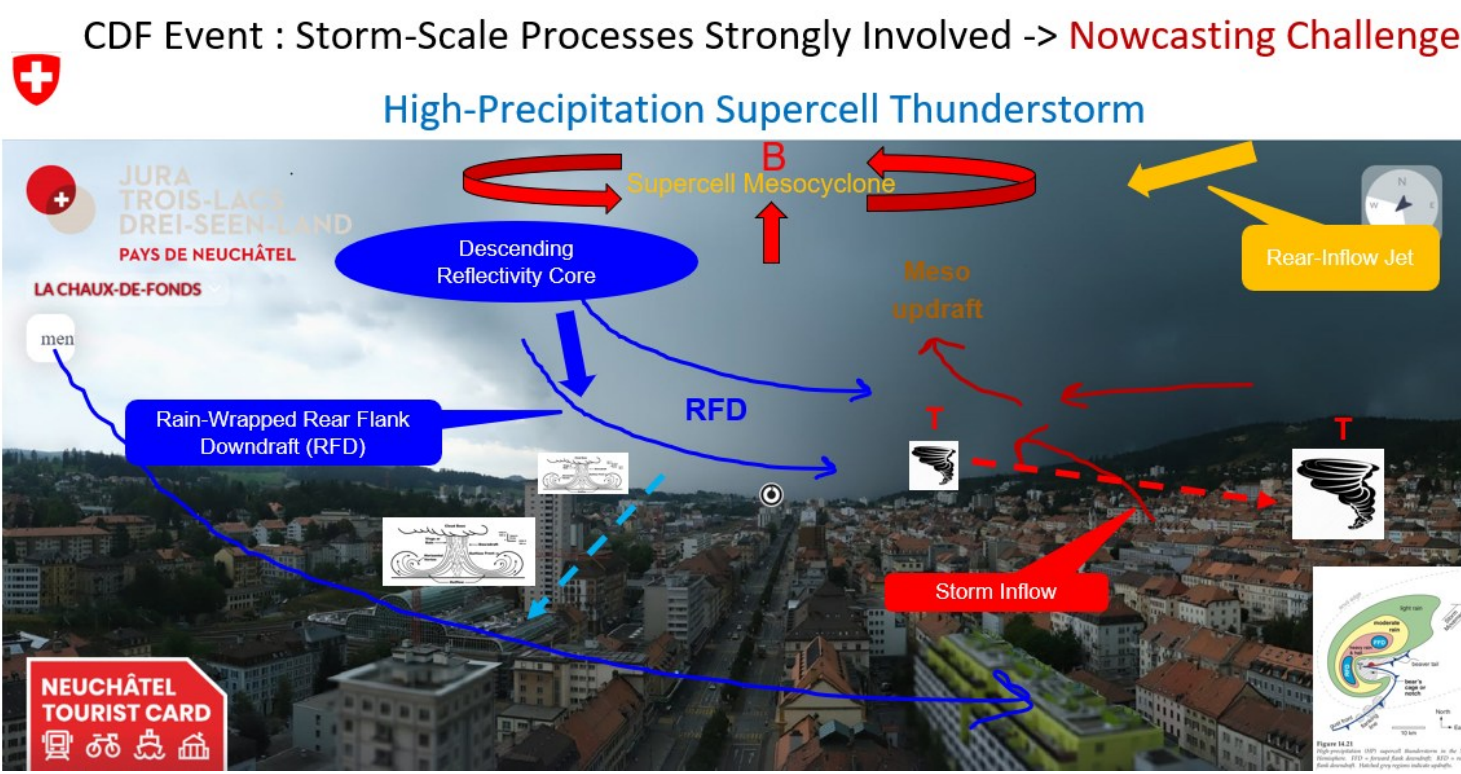 CDF Event : Storm-Scale Processes Strongly Involved -> Nowcasting Challenge
High-Precipitation Supercell Thunderstorm
B
Supercell Mesocyclone
JURA
TROIS-LACS
DREI-SEEN-LAND
PAYS DE NEUCHÂTEL
LA CHAUX-DE-FONDS
men
Descending
Reflectivity Core
Meso
updraft
N
W
E
Rear-Inflow Jet
Rain-Wrapped Rear Flank
Downdraft (RFD)
RFD
T
T
Storm Inflow
NEUCHÂTEL
TOURIST CARD
light rain
moderate
rain
FFD
heavy rain
& hail
beaver tail
bear's
cage or
notch
gust front
North
10 km
Figure 14.21